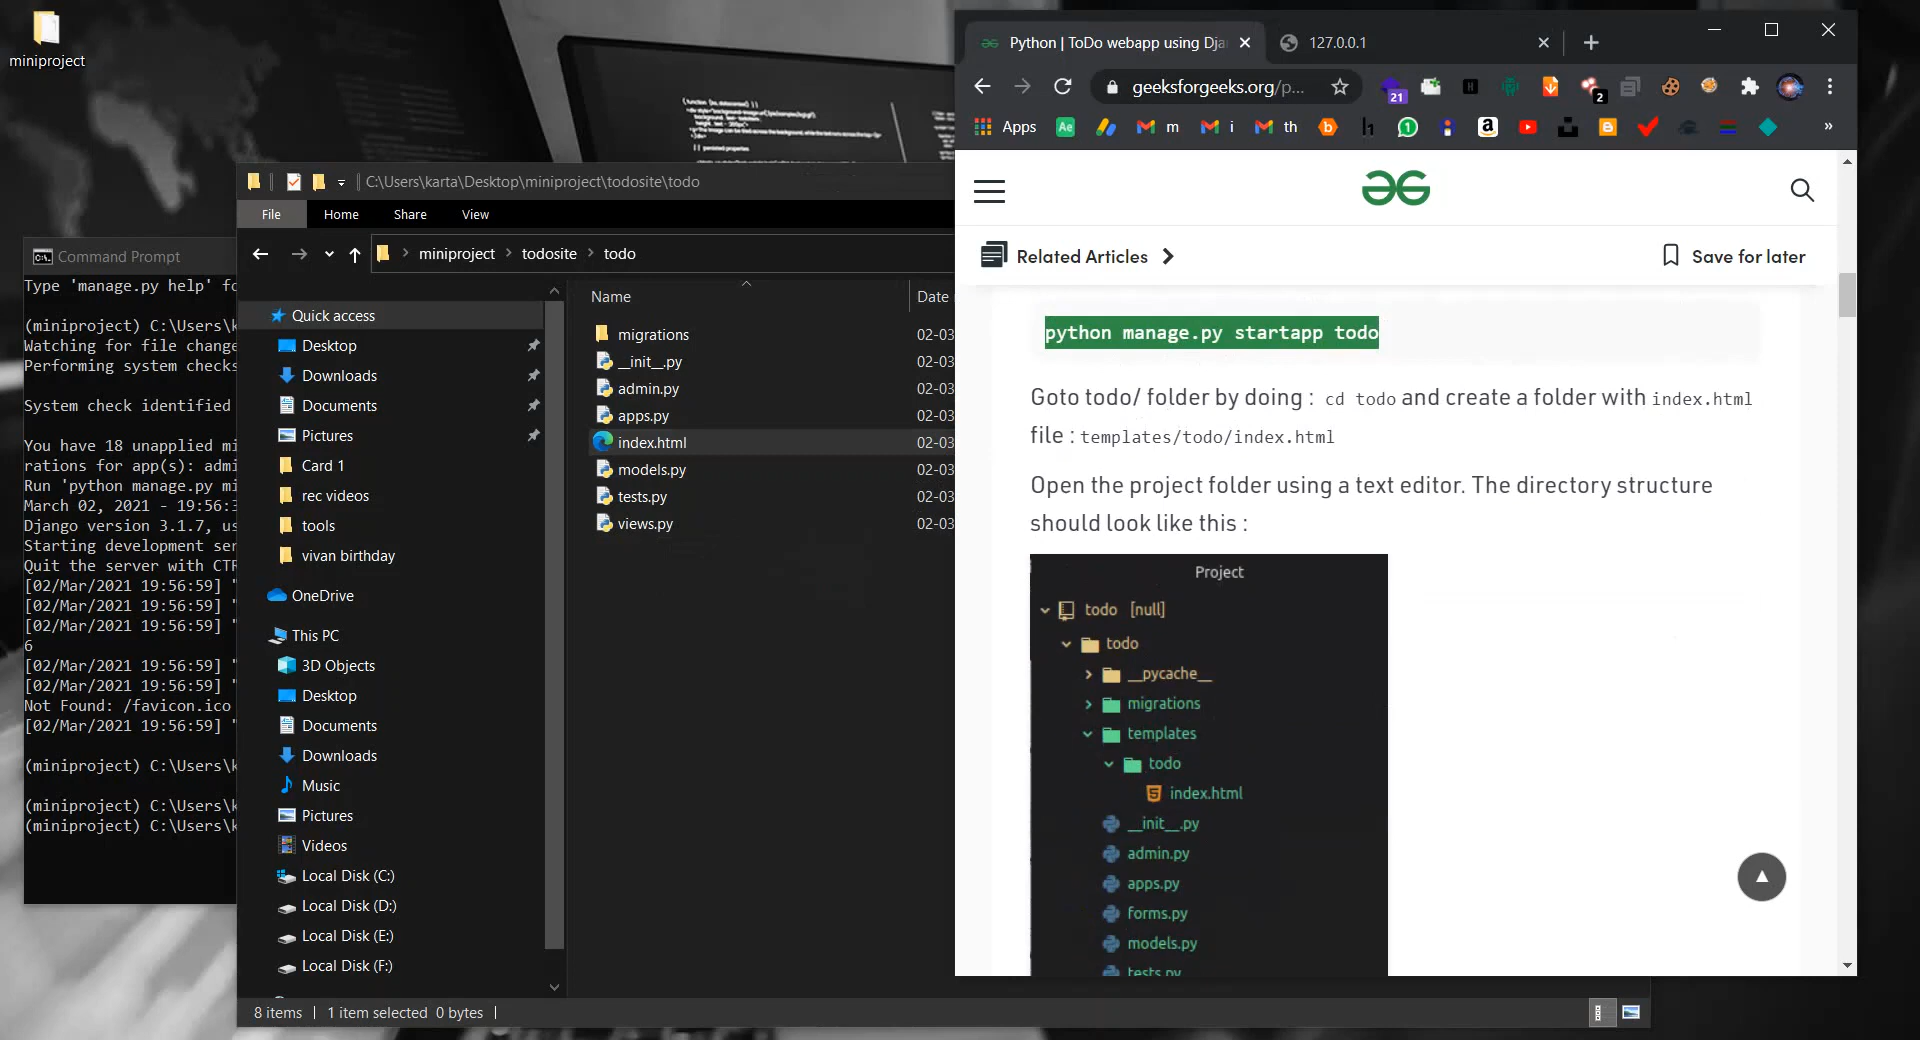 miniproject
Command Prompt
Type 'manage.py help' fo
(miniproject) C:\Users\k
Watching for file change
Performing system checks
System check identified
You have 18 unapplied mi
rations for app(s): admi
Run 'python manage.py mi
March 02, 2021 - 19:56:3
Django version 3.1.7, us
Starting development ser
Quit the server with CTR
[02/Mar/2021 19:56:59] "
[02/Mar/2021 19:56:59] "
[02/Mar/2021 19:56:59] "
6
[02/Mar/2021 19:56:59] "
[02/Mar/2021 19:56:59] "
Not Found: /favicon.ico
[02/Mar/2021 19:56:59] "
(miniproject) C:\Users\k
(miniproject) C:\Users\k
(miniproject) C:\Users\k
C:\Users\karta\Desktop\miniproject\todosite\todo
File Home Share View
miniproject › todosite › todo
Quick access
Desktop
Downloads
Documents
Pictures
Card 1
rec videos
tools
vivan birthday
OneDrive
This PC
3D Objects
Desktop
Documents
Downloads
Music
Pictures
Videos
Local Disk (C:)
Local Disk (D:)
Local Disk (E:)
Local Disk (F:)
Name Date
migrations 02-03
__init__.py 02-03
admin.py 02-03
apps.py 02-03
index.html 02-03
models.py 02-03
tests.py 02-03
views.py 02-03
8 items 1 item selected 0 bytes
Python | ToDo webapp using Dja
127.0.0.1
geeksforgeeks.org/p...
21
2
Apps Ae m i th 1 a »
Related Articles
Save for later
python manage.py startapp todo
Goto todo/ folder by doing : cd todo and create a folder with index.html
file : templates/todo/index.html
Open the project folder using a text editor. The directory structure
should look like this :
Project
todo [null]
todo
__pycache__
migrations
templates
todo
index.html
__init__.py
admin.py
apps.py
forms.py
models.py
tests.py